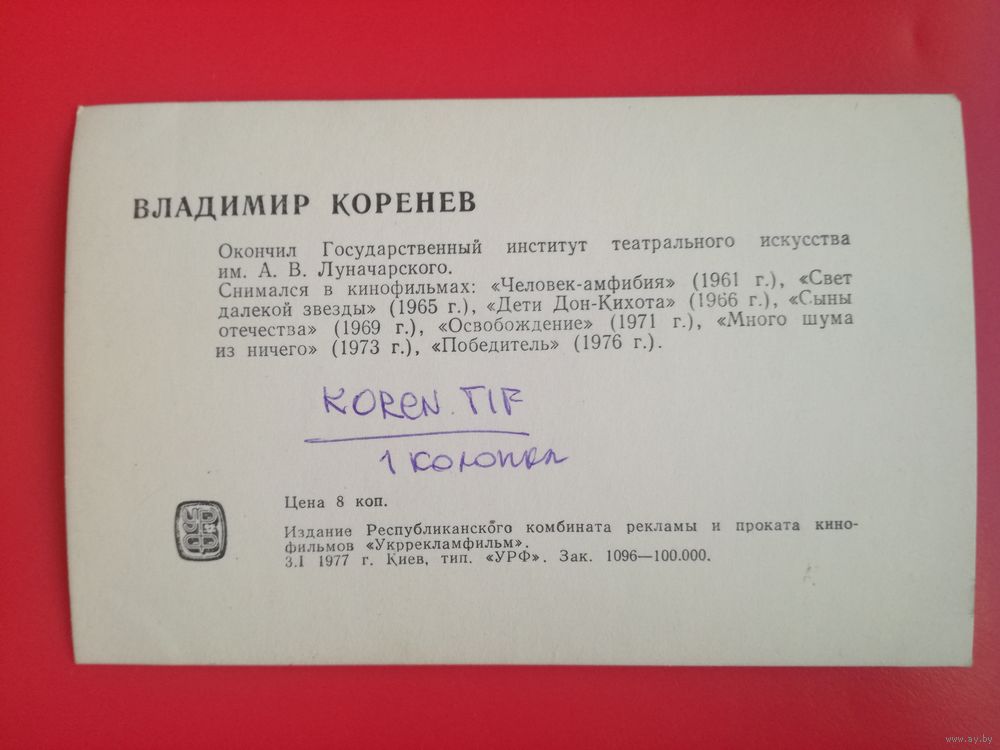 ВЛАДИМИР КОРЕНЕВ
Окончил Государственный институт театрального искусства
им. А. В. Луначарского.
Снимался в кинофильмах: «Человек-амфибия» (1961 г.), «Свет
далекой звезды» (1965 г.), «Дети Дон-Кихота» (1966 г.), «Сыны
отечества» (1969 г.), «Освобождение» (1971 г.), «Много шума
из ничего» (1973 г.), «Победитель» (1976 г.).
KOREN.TIF
1 колонка
Цена 8 коп.
Издание Республиканского комбината рекламы и проката кино-
фильмов «Укррекламфильм».
3.I 1977 г. Киев, тип. «УРФ». Зак. 1096—100.000.
www.ay.by